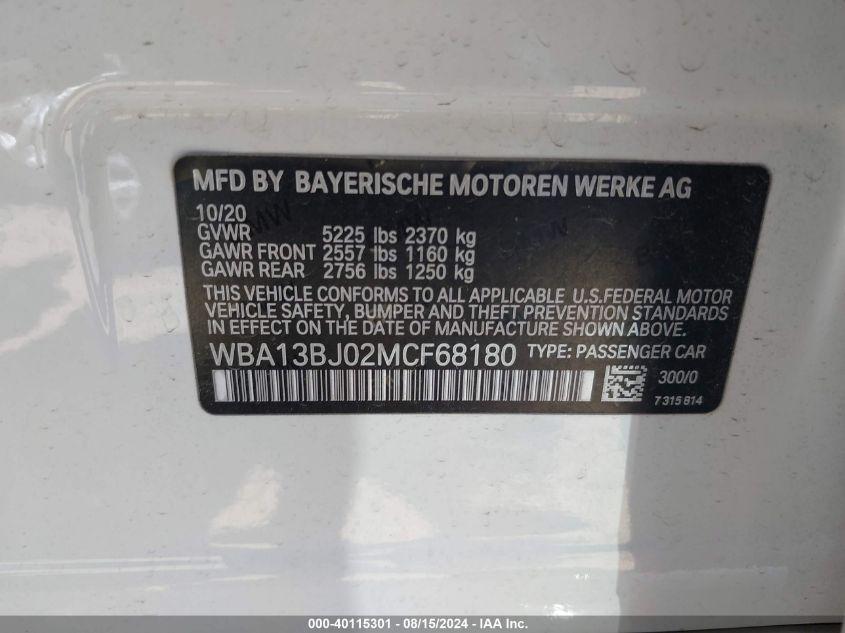 MFD BY BAYERISCHE MOTOREN WERKE AG
10/20
GVWR 5225 lbs 2370 kg
GAWR FRONT 2557 lbs 1160 kg
GAWR REAR 2756 lbs 1250 kg
THIS VEHICLE CONFORMS TO ALL APPLICABLE U.S.FEDERAL MOTOR
VEHICLE SAFETY, BUMPER AND THEFT PREVENTION STANDARDS
IN EFFECT ON THE DATE OF MANUFACTURE SHOWN ABOVE.
WBA13BJ02MCF68180 TYPE: PASSENGER CAR
300/0
7 315 814
000-40115301 - 08/15/2024 - IAA Inc.